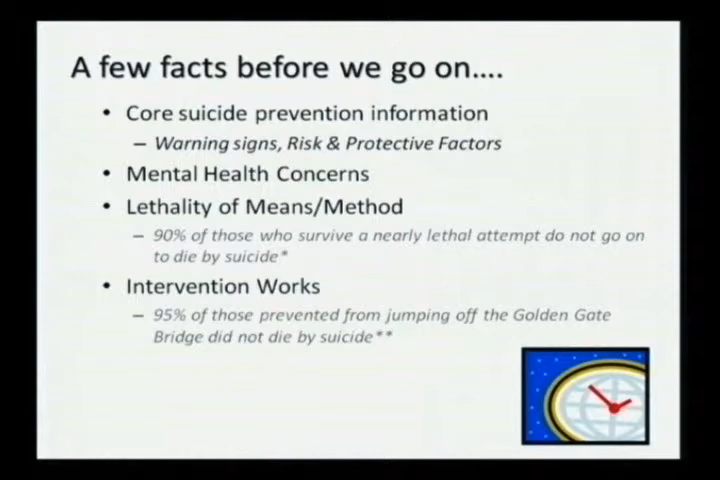 A few facts before we go on....
• Core suicide prevention information
– Warning signs, Risk & Protective Factors
• Mental Health Concerns
• Lethality of Means/Method
– 90% of those who survive a nearly lethal attempt do not go on
to die by suicide*
• Intervention Works
– 95% of those prevented from jumping off the Golden Gate
Bridge did not die by suicide**